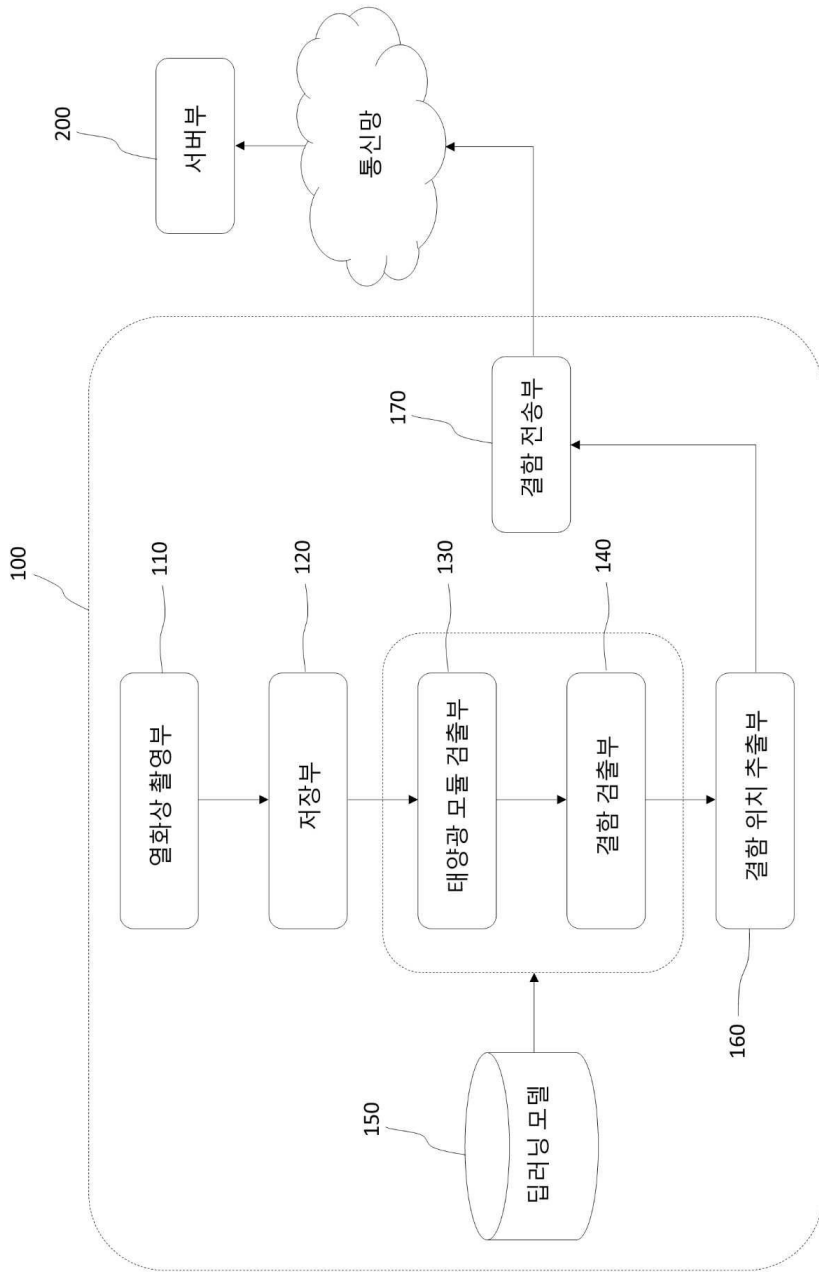 100
110
열화상 촬영부
120
저장부
130
태양광 모듈 검출부
140
결함 검출부
150
딥러닝 모델
160
결함 위치 추출부
170
결함 전송부
통신망
200
서버부